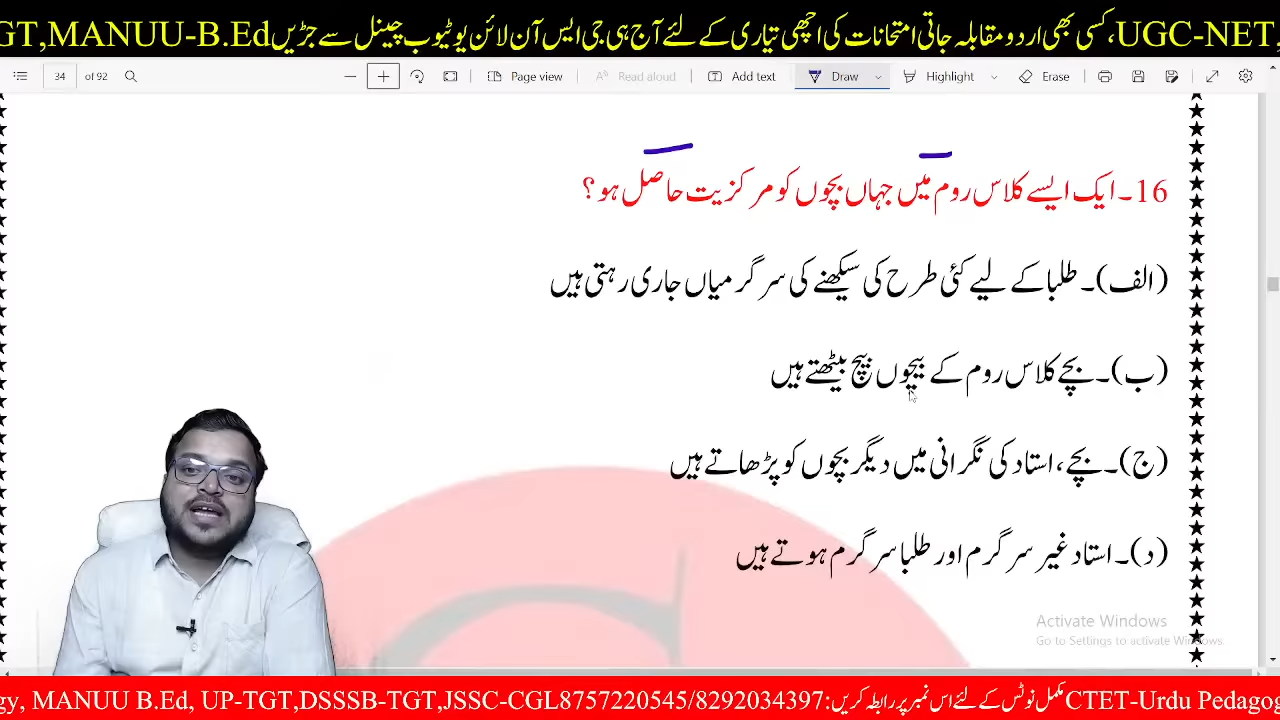 UGC-NET، کسی بھی اردو مقابلہ جاتی امتحانات کی اچھی تیاری کے لئے آج ہی جی ایس آن لائن یوٹیوب چینل سے جڑیں GT,MANUU-B.Ed
34 of 92 Page view Read aloud Add text Draw Highlight Erase
16۔ ایک ایسے کلاس روم میں جہاں بچوں کو مرکزیت حاصل ہو ؟
(الف)۔ طلبا کے لیے کئی طرح کی سیکھنے کی سرگرمیاں جاری رہتی ہیں
(ب)۔ بچے کلاس روم کے بیچوں بیچ بیٹھتے ہیں
(ج)۔ بچے، استاد کی نگرانی میں دیگر بچوں کو پڑھاتے ہیں
(د)۔ استاد غیر سرگرم اور طلبا سرگرم ہوتے ہیں
Activate Windows
Go to Settings to activate Windows.
CTET-Urdu Pedagog مکمل نوٹس کے لئے اس نمبر پر رابطہ کریں: 8757220545/8292034397 gy, MANUU B.Ed, UP-TGT,DSSSB-TGT,JSSC-CGL